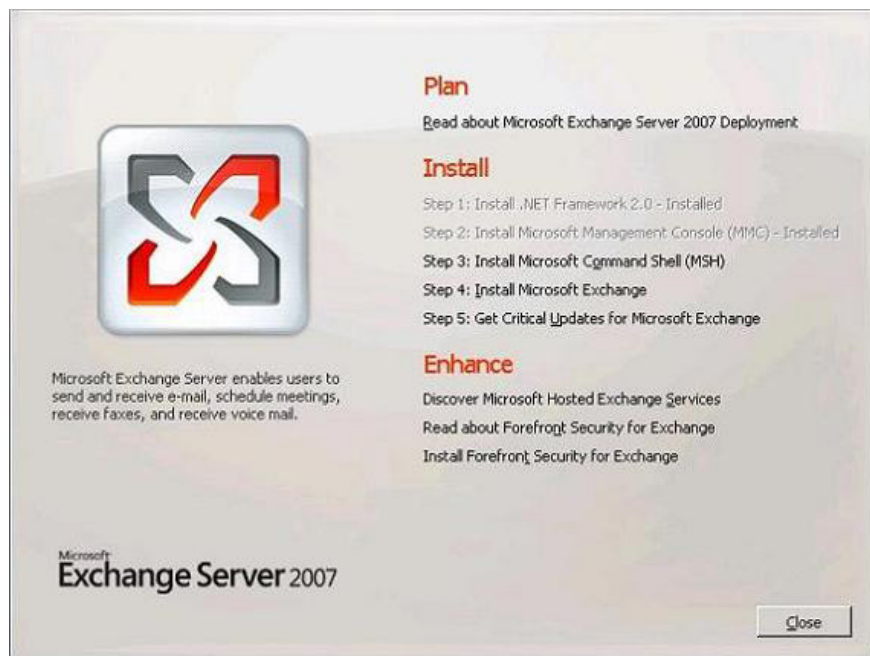 Plan
Read about Microsoft Exchange Server 2007 Deployment
Install
Step 1: Install .NET Framework 2.0 - Installed
Step 2: Install Microsoft Management Console (MMC) - Installed
Step 3: Install Microsoft Command Shell (MSH)
Step 4: Install Microsoft Exchange
Step 5: Get Critical Updates for Microsoft Exchange
Enhance
Discover Microsoft Hosted Exchange Services
Read about Forefront Security for Exchange
Install Forefront Security for Exchange
Microsoft Exchange Server enables users to
send and receive e-mail, schedule meetings,
receive faxes, and receive voice mail.
Microsoft
Exchange Server 2007
Close